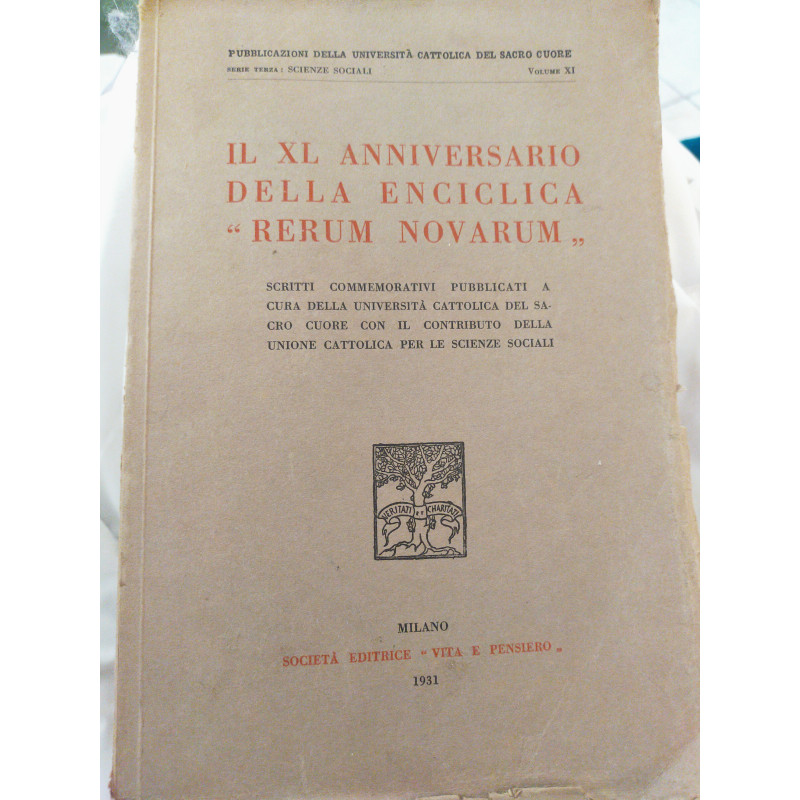 PUBBLICAZIONI DELLA UNIVERSITÀ CATTOLICA DEL SACRO CUORE
SERIE TERZA: SCIENZE SOCIALI VOLUME XI
IL XL ANNIVERSARIO
DELLA ENCICLICA
“ RERUM NOVARUM „
SCRITTI COMMEMORATIVI PUBBLICATI A
CURA DELLA UNIVERSITÀ CATTOLICA DEL SA-
CRO CUORE CON IL CONTRIBUTO DELLA
UNIONE CATTOLICA PER LE SCIENZE SOCIALI
VERITATI ET CHARITATI
MILANO
SOCIETÀ EDITRICE “ VITA E PENSIERO „
1931